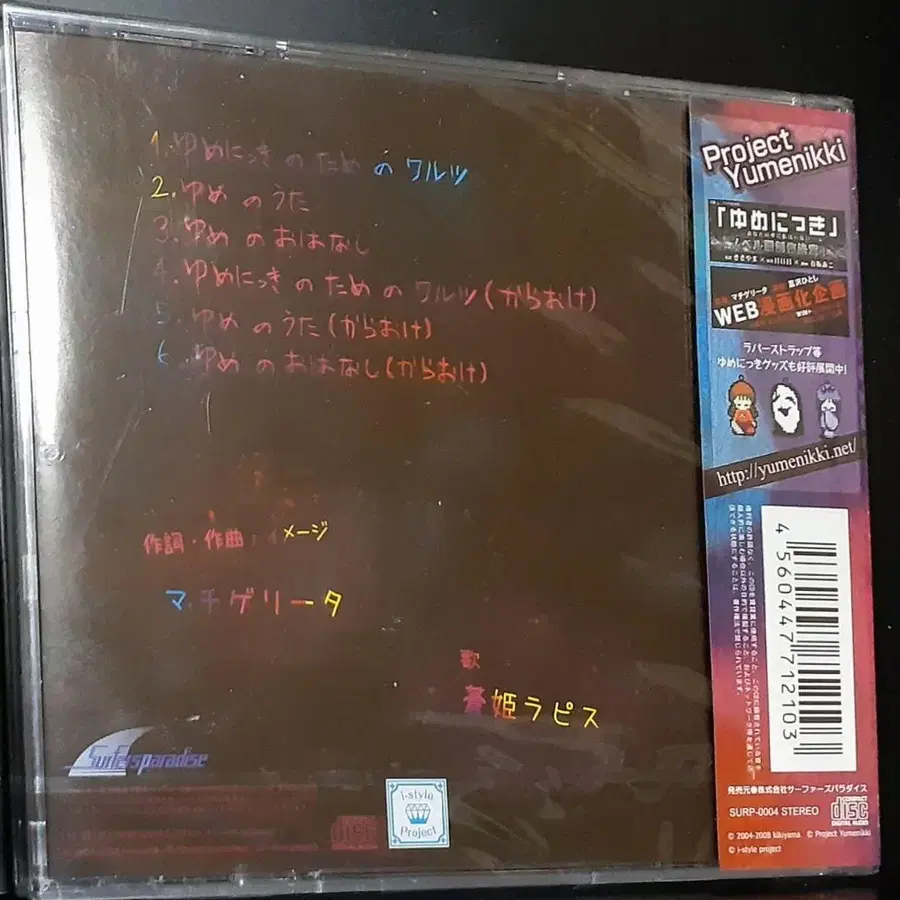 1.ゆめにっきのためのワルツ
2.ゆめのうた
3.ゆめのおはなし
4.ゆめにっきのためのワルツ(からおけ)
5.ゆめのうた(からおけ)
6.ゆめのおはなし(からおけ)
作詞・作曲・イメージ
マチゲリータ
歌
蒼姫ラピス
Surfersparadise
i-style
Project
Project
Yumenikki
「ゆめにっき」
WEB漫画化企画
ラバーストラップ等
ゆめにっきグッズも好評展開中!
http://yumenikki.net/
4 560447 712103
発売元●株式会社サーファーズパラダイス
SURP-0004 STEREO
COMPACT
disc
DIGITAL AUDIO
© 2004-2008 kikiyama © Project Yumenikki
© i-style project